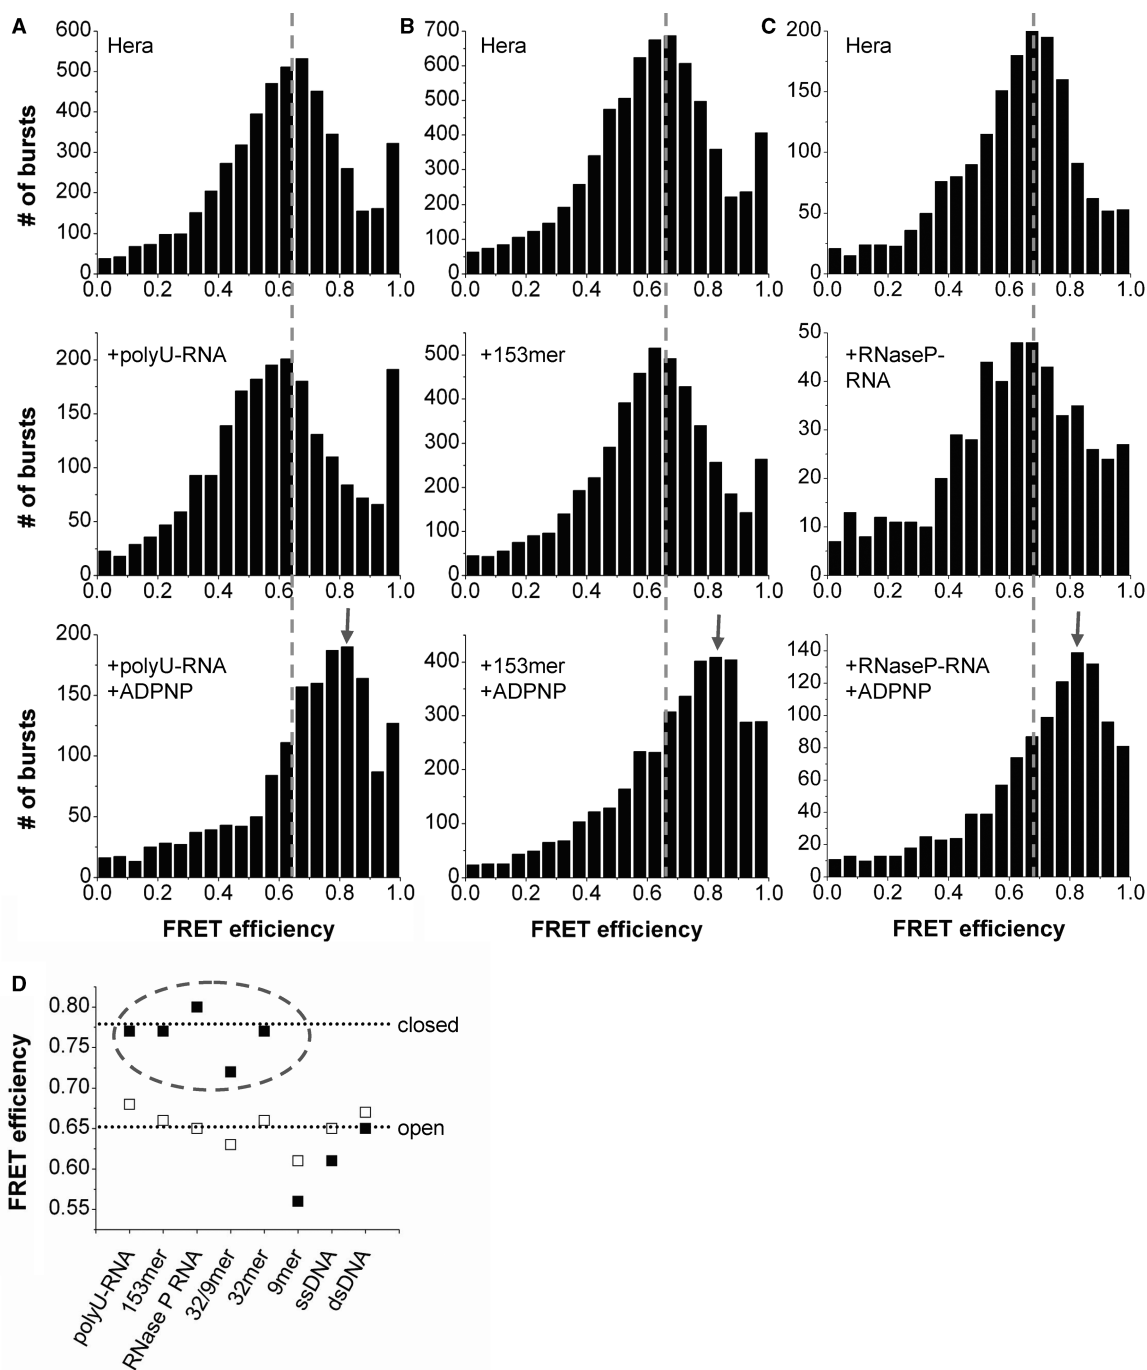 A
Hera
600
500
400
300
200
100
0
# of bursts
0.0 0.2 0.4 0.6 0.8 1.0
B
Hera
700
600
500
400
300
200
100
0
0.0 0.2 0.4 0.6 0.8 1.0
C
Hera
200
150
100
50
0
0.0 0.2 0.4 0.6 0.8 1.0
+polyU-RNA
200
150
100
50
0
# of bursts
0.0 0.2 0.4 0.6 0.8 1.0
+153mer
500
400
300
200
100
0
0.0 0.2 0.4 0.6 0.8 1.0
+RNaseP-
RNA
50
40
30
20
10
0
0.0 0.2 0.4 0.6 0.8 1.0
+polyU-RNA
+ADPNP
200
150
100
50
0
# of bursts
0.0 0.2 0.4 0.6 0.8 1.0
FRET efficiency
+153mer
+ADPNP
400
300
200
100
0
0.0 0.2 0.4 0.6 0.8 1.0
FRET efficiency
+RNaseP-RNA
+ADPNP
140
120
100
80
60
40
20
0
0.0 0.2 0.4 0.6 0.8 1.0
FRET efficiency
D
FRET efficiency
0.80
0.75
0.70
0.65
0.60
0.55
closed
open
polyU-RNA
153mer
RNase P RNA
32/9mer
32mer
9mer
ssDNA
dsDNA